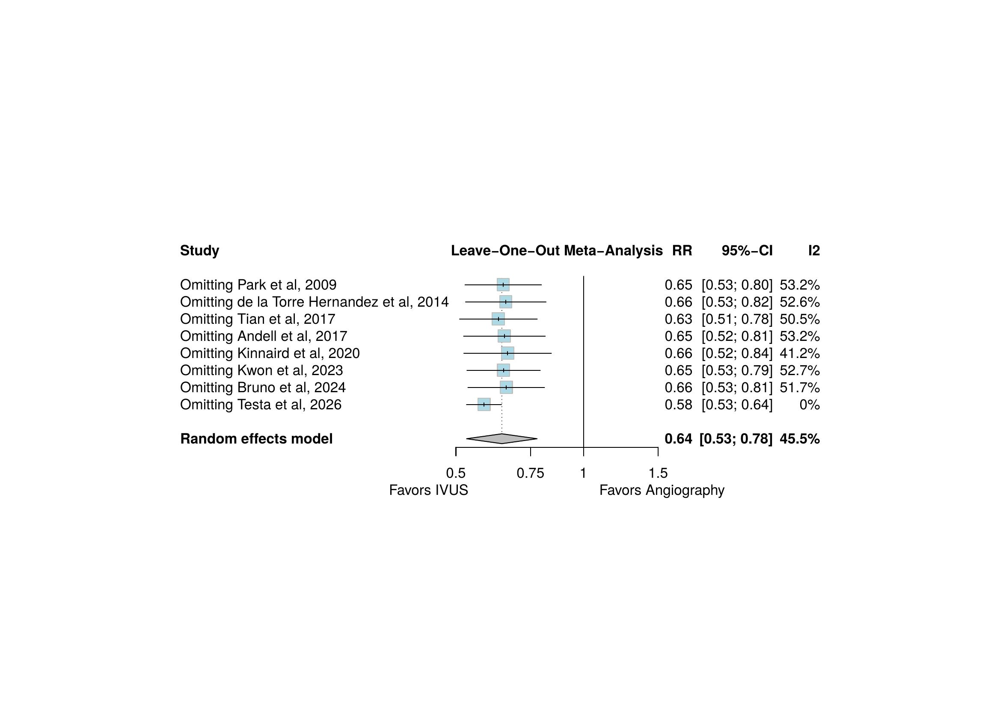 Study Leave−One−Out Meta−Analysis RR 95%−CI I2
Omitting Park et al, 2009 0.65 [0.53; 0.80] 53.2%
Omitting de la Torre Hernandez et al, 2014 0.66 [0.53; 0.82] 52.6%
Omitting Tian et al, 2017 0.63 [0.51; 0.78] 50.5%
Omitting Andell et al, 2017 0.65 [0.52; 0.81] 53.2%
Omitting Kinnaird et al, 2020 0.66 [0.52; 0.84] 41.2%
Omitting Kwon et al, 2023 0.65 [0.53; 0.79] 52.7%
Omitting Bruno et al, 2024 0.66 [0.53; 0.81] 51.7%
Omitting Testa et al, 2026 0.58 [0.53; 0.64] 0%
Random effects model 0.64 [0.53; 0.78] 45.5%
0.5 0.75 1 1.5
Favors IVUS Favors Angiography